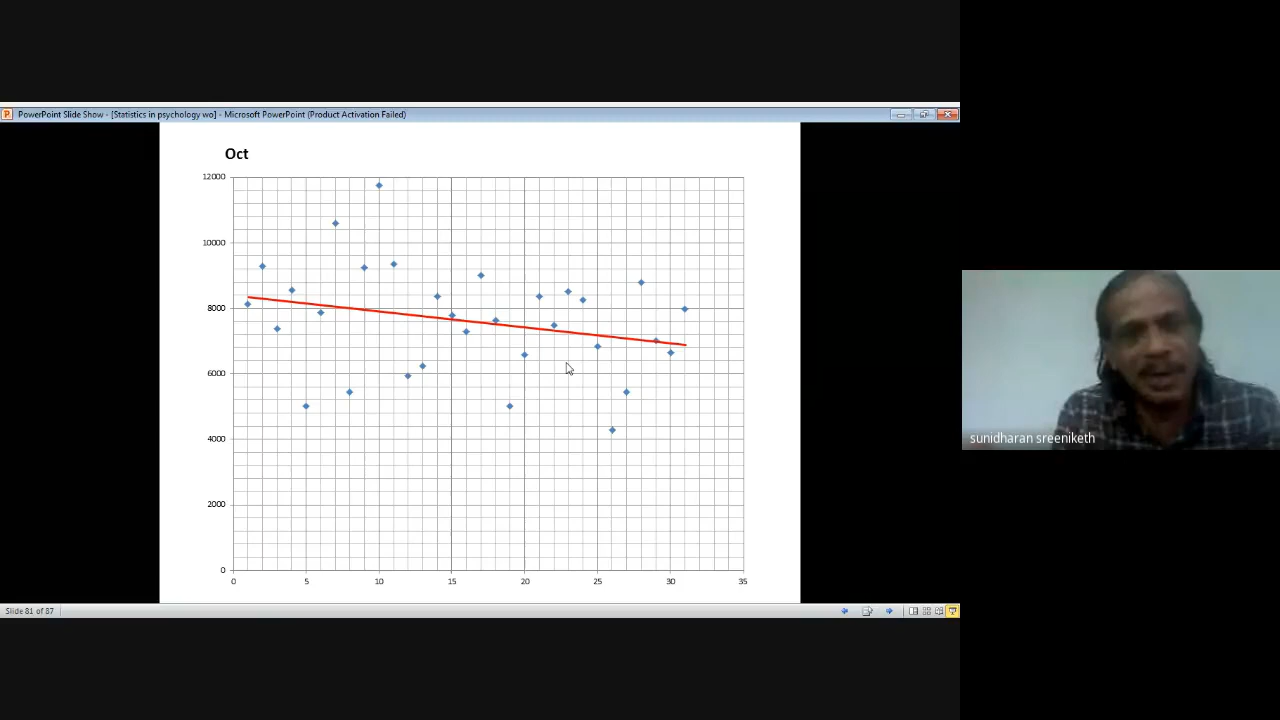 PowerPoint Slide Show - [Statistics in psychology wo] - Microsoft PowerPoint (Product Activation Failed)
Oct
12000
10000
8000
6000
4000
2000
0
0 5 10 15 20 25 30 35
sunidharan sreeniketh
Slide 81 of 87